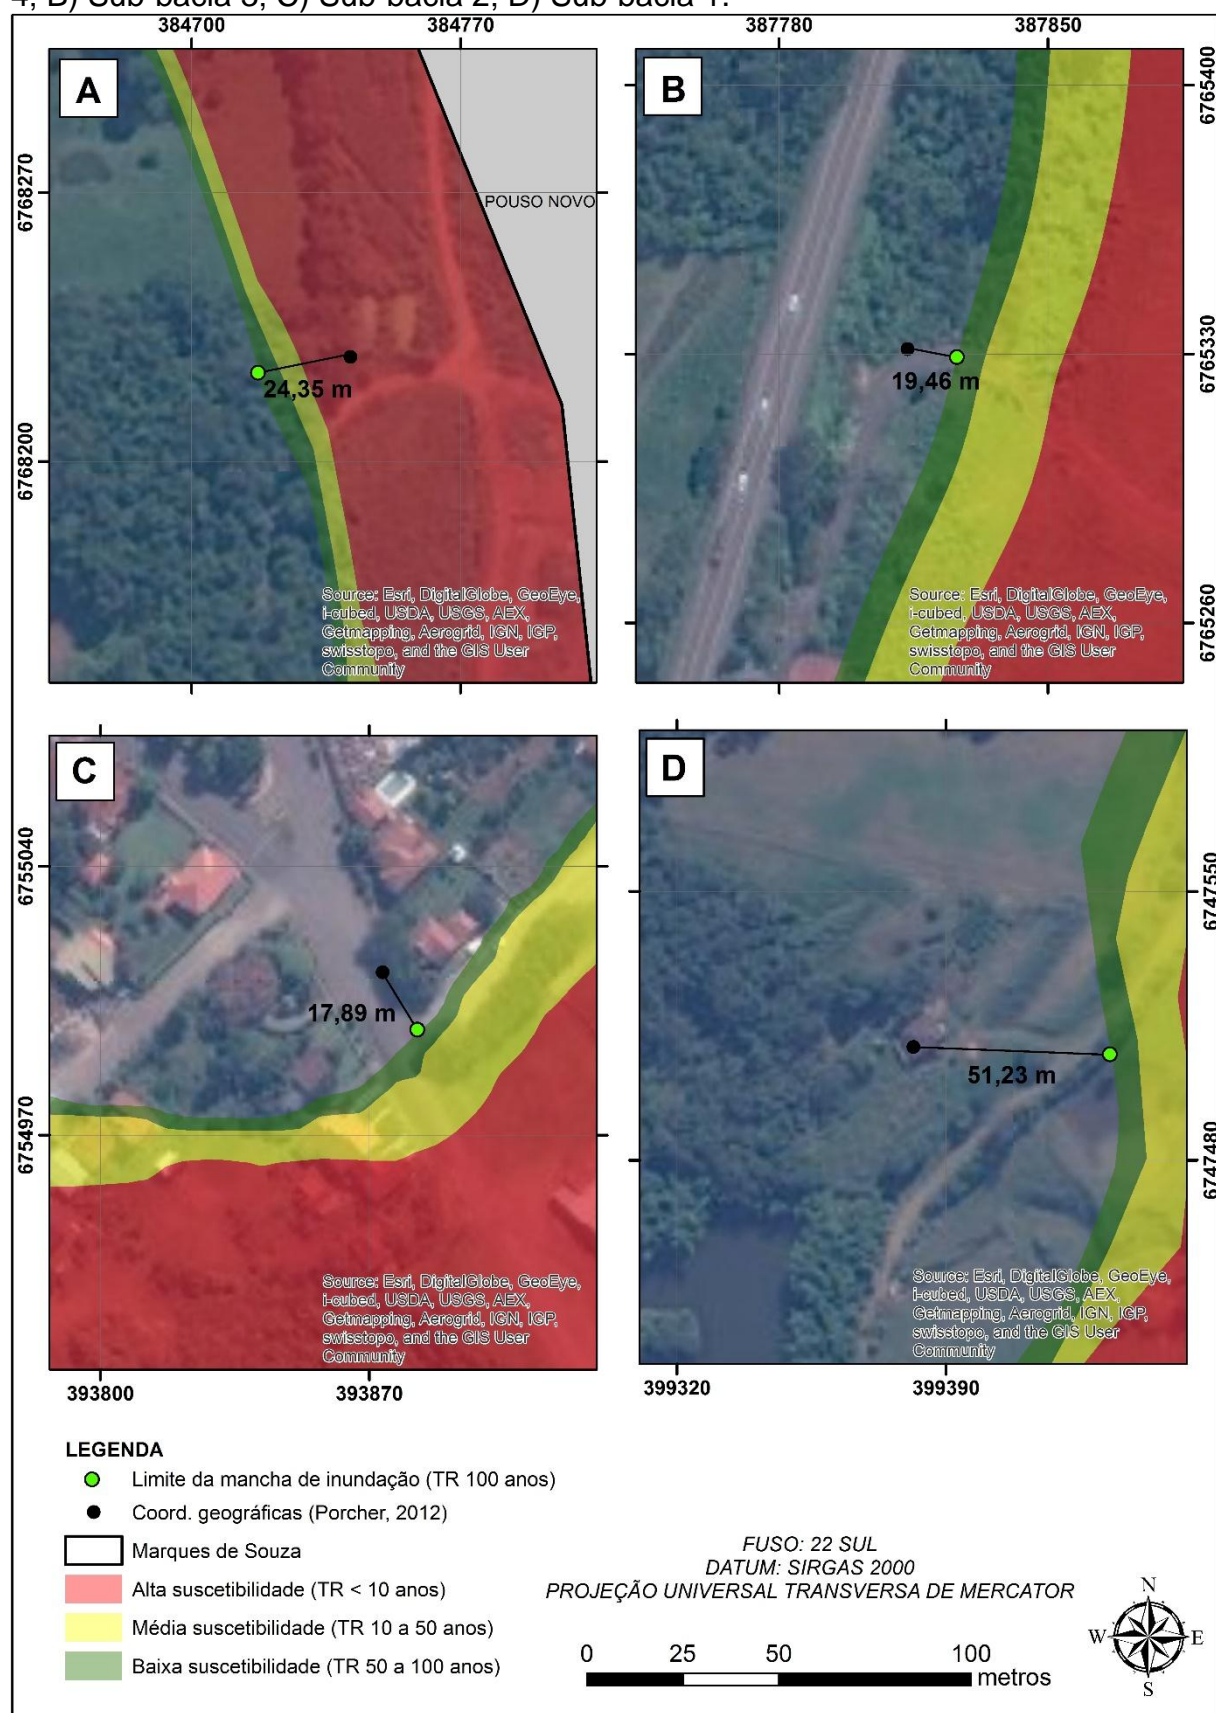 4; B) Sub-bacia 3; C) Sub-bacia 2; D) Sub-bacia 1.
384700 384770 387780 387850
A
B
6768270
6768200
6765400
6765330
6765260
POUSO NOVO
24,35 m
19,46 m
Source: Esri, DigitalGlobe, GeoEye,
i-cubed, USDA, USGS, AEX,
Getmapping, Aerogrid, IGN, IGP,
swisstopo, and the GIS User
Community
Source: Esri, DigitalGlobe, GeoEye,
i-cubed, USDA, USGS, AEX,
Getmapping, Aerogrid, IGN, IGP,
swisstopo, and the GIS User
Community
C
D
6755040
6754970
6747550
6747480
17,89 m
51,23 m
Source: Esri, DigitalGlobe, GeoEye,
i-cubed, USDA, USGS, AEX,
Getmapping, Aerogrid, IGN, IGP,
swisstopo, and the GIS User
Community
Source: Esri, DigitalGlobe, GeoEye,
i-cubed, USDA, USGS, AEX,
Getmapping, Aerogrid, IGN, IGP,
swisstopo, and the GIS User
Community
393800 393870 399320 399390
LEGENDA
Limite da mancha de inundação (TR 100 anos)
Coord. geográficas (Porcher, 2012)
Marques de Souza
Alta suscetibilidade (TR < 10 anos)
Média suscetibilidade (TR 10 a 50 anos)
Baixa suscetibilidade (TR 50 a 100 anos)
FUSO: 22 SUL
DATUM: SIRGAS 2000
PROJEÇÃO UNIVERSAL TRANSVERSA DE MERCATOR
0 25 50 100
metros
N
W E
S